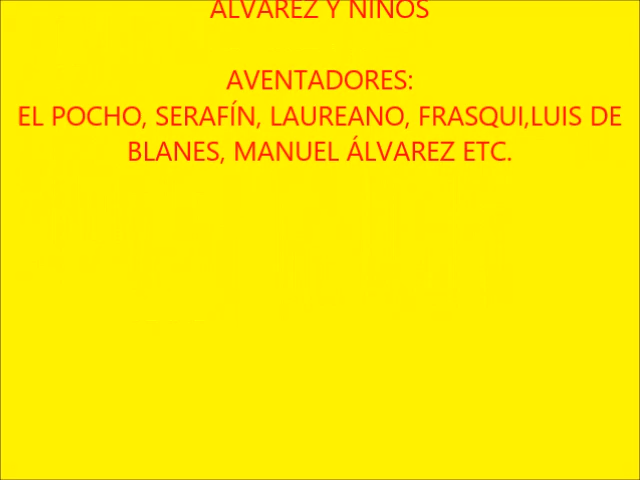 ÁLVAREZ Y NIÑOS
AVENTADORES:
EL POCHO, SERAFÍN, LAUREANO, FRASQUI,LUIS DE
BLANES, MANUEL ÁLVAREZ ETC.